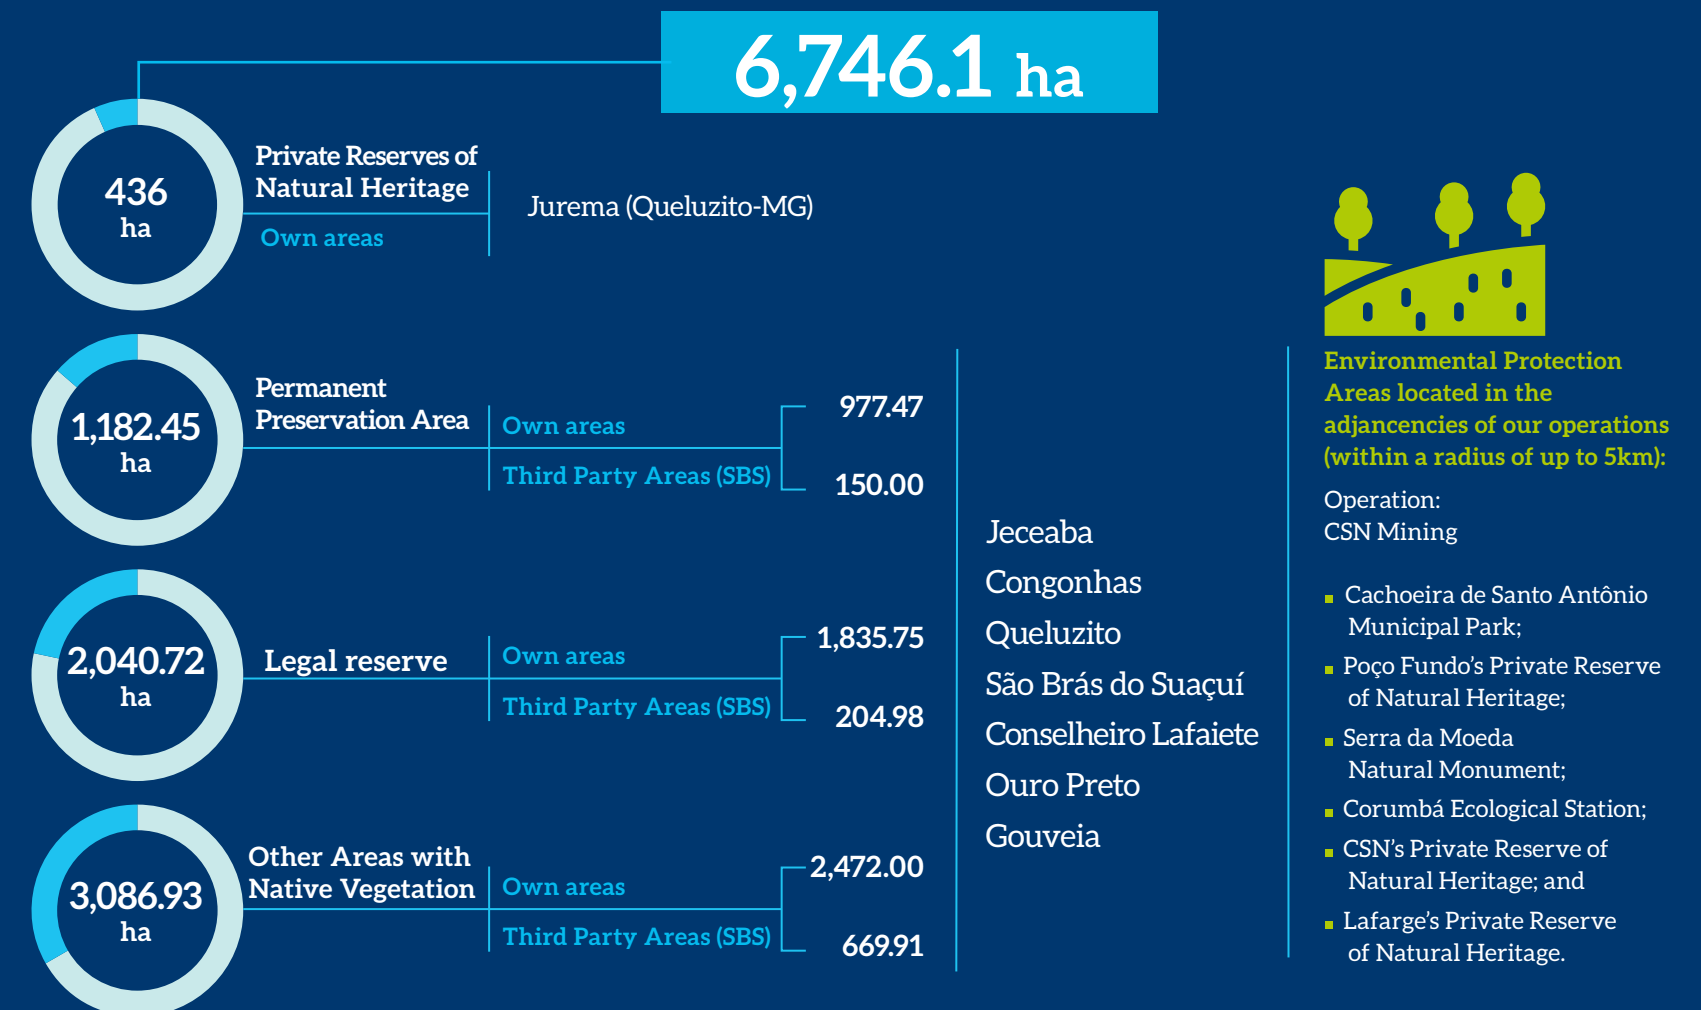 6,746.1 ha
436
ha
Private Reserves of
Natural Heritage
Own areas
Jurema (Queluzito-MG)
1,182.45
ha
Permanent
Preservation Area
Own areas
977.47
Third Party Areas (SBS)
150.00
2,040.72
ha
Legal reserve
Own areas
1,835.75
Third Party Areas (SBS)
204.98
3,086.93
ha
Other Areas with
Native Vegetation
Own areas
2,472.00
Third Party Areas (SBS)
669.91
Jeceaba
Congonhas
Queluzito
São Brás do Suaçuí
Conselheiro Lafaiete
Ouro Preto
Gouveia
Environmental Protection
Areas located in the
adjancencies of our operations
(within a radius of up to 5km):
Operation:
CSN Mining
Cachoeira de Santo Antônio
Municipal Park;
Poço Fundo’s Private Reserve
of Natural Heritage;
Serra da Moeda
Natural Monument;
Corumbá Ecological Station;
CSN’s Private Reserve of
Natural Heritage; and
Lafarge’s Private Reserve
of Natural Heritage.